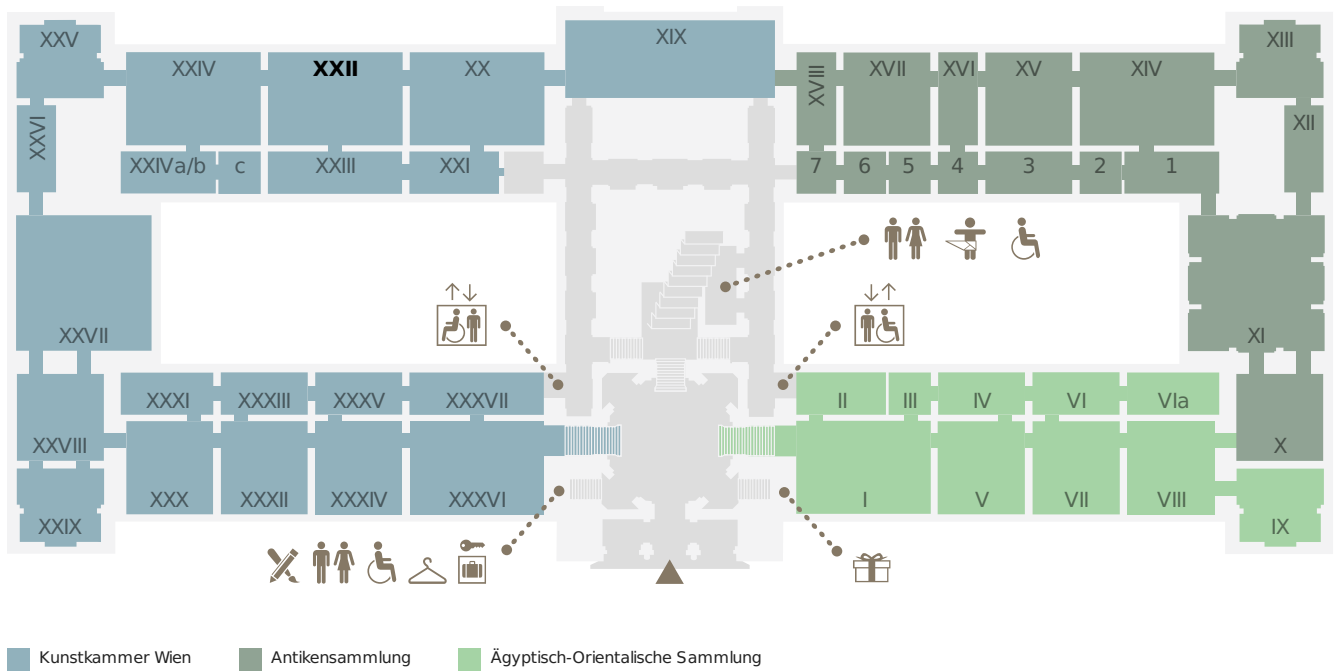 XXV
XXIV
XXII
XX
XIX
XVIII
XVII
XVI
XV
XIV
XIII
XXVI
XII
XXIVa/b
c
XXIII
XXI
7
6
5
4
3
2
1
XXVII
XI
XXXI
XXXIII
XXXV
XXXVII
II
III
IV
VI
VIa
XXVIII
X
XXX
XXXII
XXXIV
XXXVI
I
V
VII
VIII
XXIX
IX
Kunstkammer Wien
Antikensammlung
Ägyptisch-Orientalische Sammlung